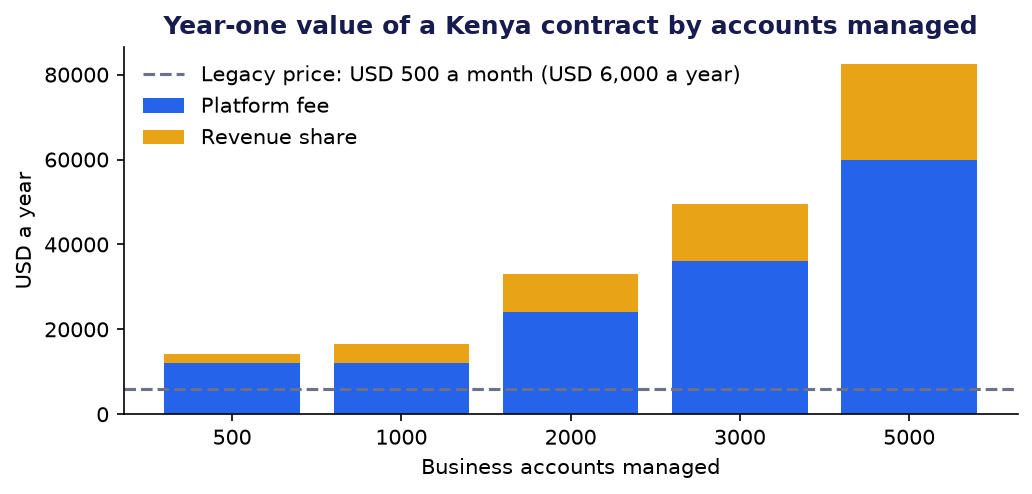 Year-one value of a Kenya contract by accounts managed
Legacy price: USD 500 a month (USD 6,000 a year)
Platform fee
Revenue share
USD a year
80000
60000
40000
20000
0
500
1000
2000
3000
5000
Business accounts managed